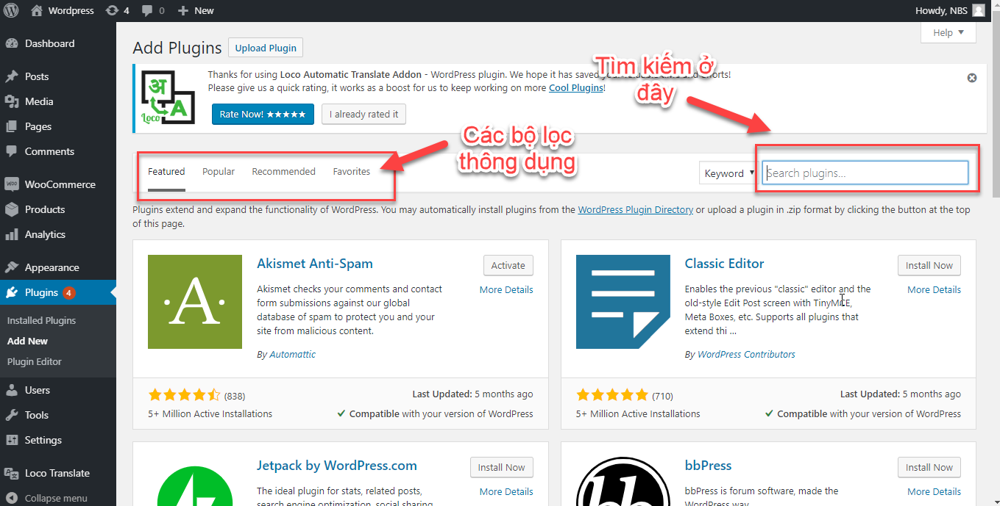 Wordpress
4
0
New
Howdy, NBS
Dashboard
Posts
Media
Pages
Comments
WooCommerce
Products
Analytics
Appearance
Plugins 4
Installed Plugins
Add New
Plugin Editor
Users
Tools
Settings
Loco Translate
Collapse menu
Help
Add Plugins
Upload Plugin
Thanks for using Loco Automatic Translate Addon - WordPress plugin. We hope it has saved
Please give us a quick rating, it works as a boost for us to keep working on more Cool Plugins!
अ
A
Loco
Rate Now! ★★★★★
I already rated it
Tìm kiếm ở
đây
Các bộ lọc
thông dụng
Featured
Popular
Recommended
Favorites
Keyword
Search plugins...
Plugins extend and expand the functionality of WordPress. You may automatically install plugins from the WordPress Plugin Directory or upload a plugin in .zip format by clicking the button at the top
of this page.
A
Akismet Anti-Spam
Activate
More Details
Akismet checks your comments and contact
form submissions against our global
database of spam to protect you and your
site from malicious content.
By Automattic
(838)
5+ Million Active Installations
Last Updated: 5 months ago
Compatible with your version of WordPress
Classic Editor
Install Now
More Details
Enables the previous "classic" editor and the
old-style Edit Post screen with TinyMCE,
Meta Boxes, etc. Supports all plugins that
extend thi ...
By WordPress Contributors
(710)
5+ Million Active Installations
Last Updated: 5 months ago
Compatible with your version of WordPress
Jetpack by WordPress.com
Install Now
More Details
The ideal plugin for stats, related posts,
search engine optimization, social sharing
bb
bbPress
Install Now
More Details
bbPress is forum software, made the
WordPress way